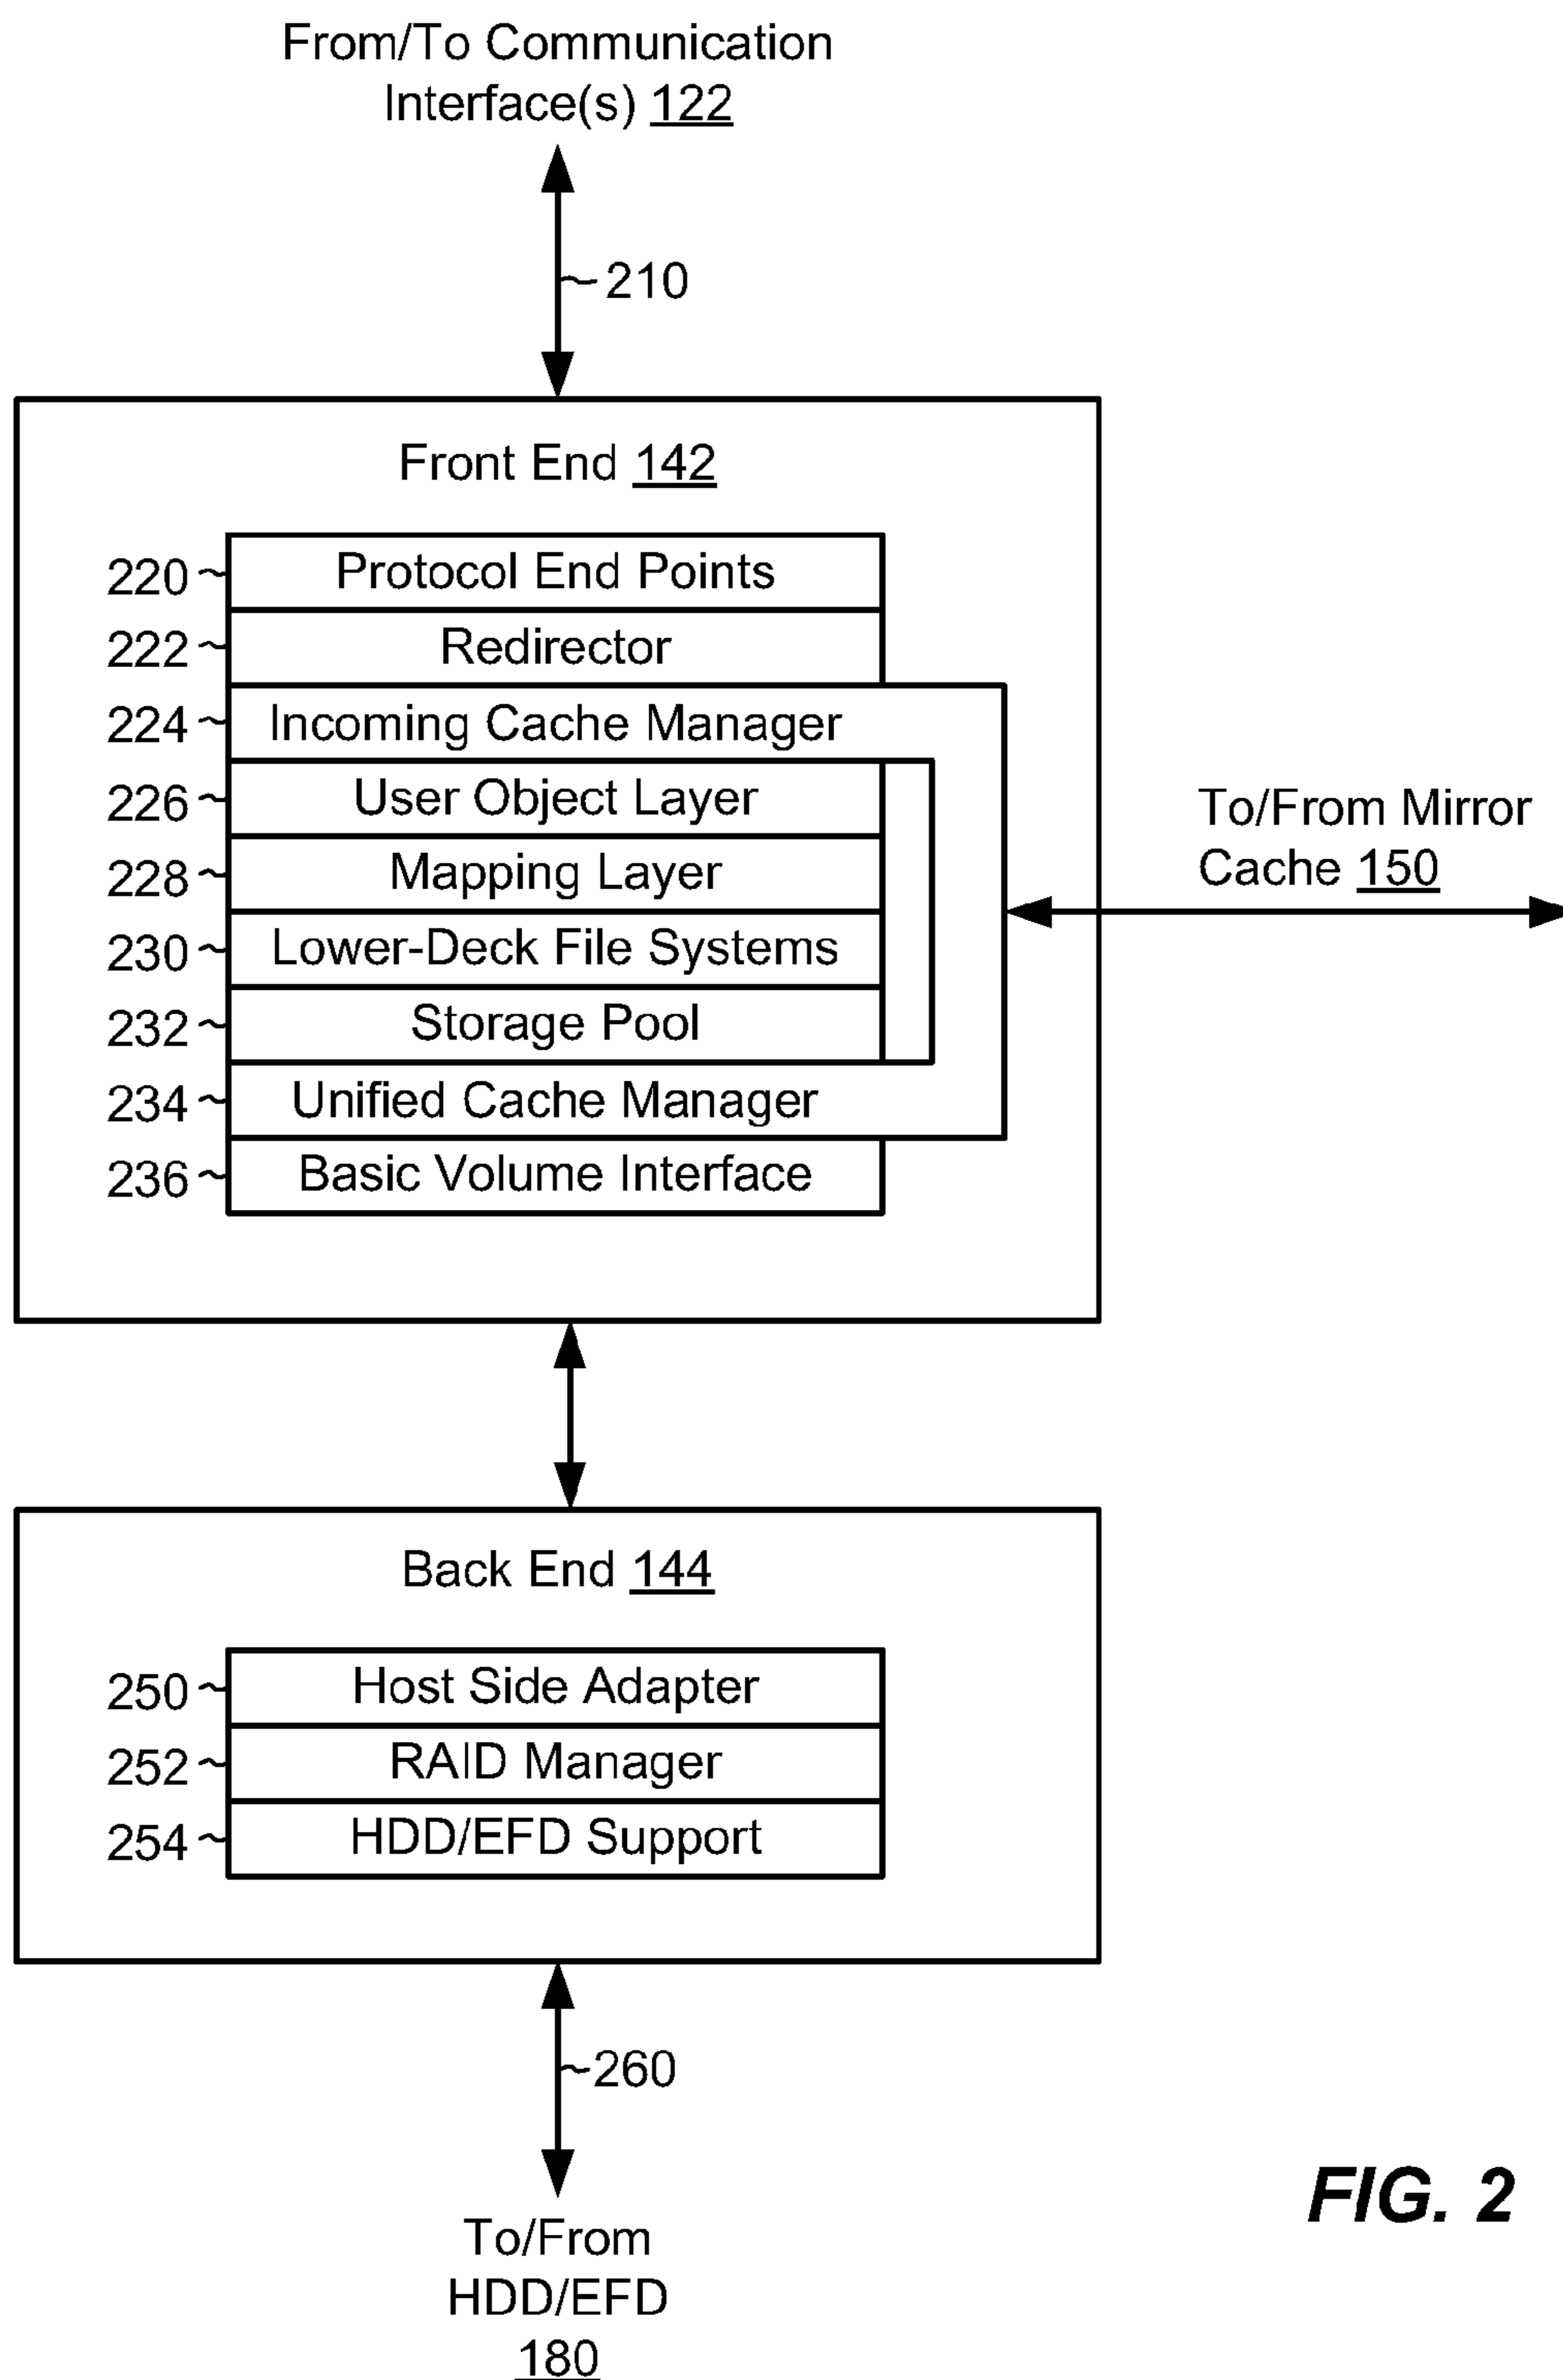 From/To Communication
Interface(s) 122
210
Front End 142
220 Protocol End Points
222 Redirector
224 Incoming Cache Manager
226 User Object Layer
228 Mapping Layer
230 Lower-Deck File Systems
232 Storage Pool
234 Unified Cache Manager
236 Basic Volume Interface
To/From Mirror
Cache 150
Back End 144
250 Host Side Adapter
252 RAID Manager
254 HDD/EFD Support
260
To/From
HDD/EFD
180
FIG. 2